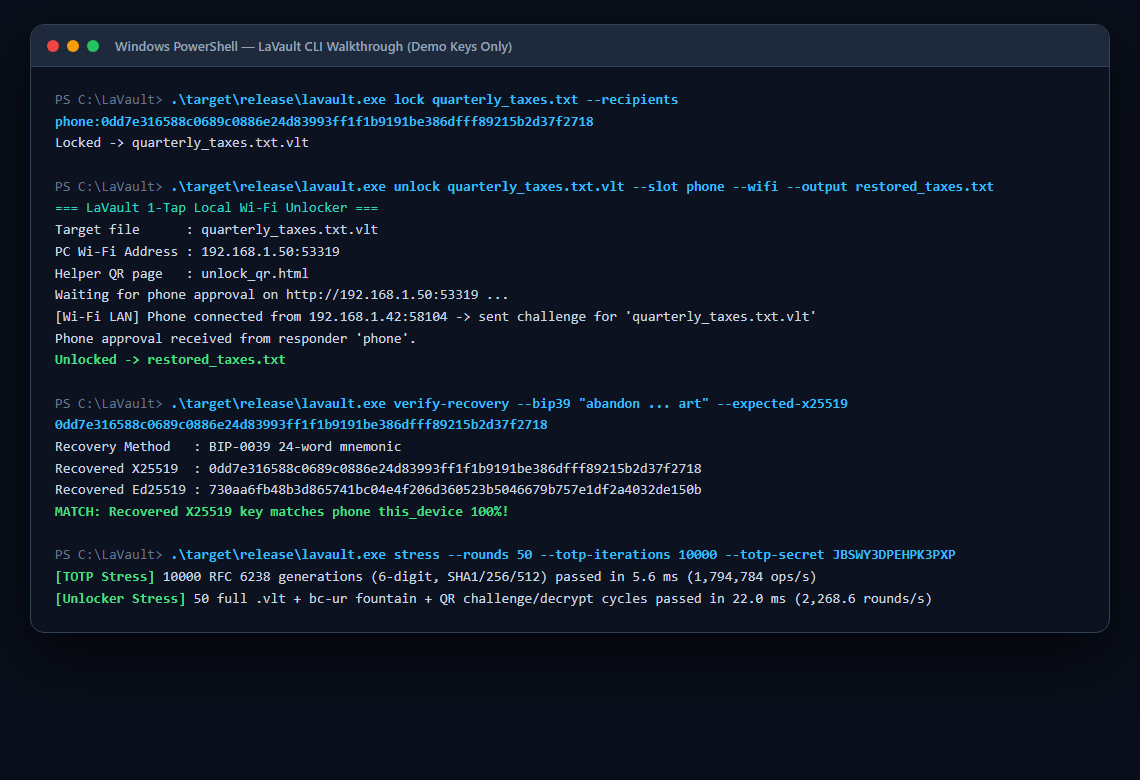 Windows PowerShell — LaVault CLI Walkthrough (Demo Keys Only)
PS C:\LaVault> .\target\release\lavault.exe lock quarterly_taxes.txt --recipients
phone:0dd7e316588c0689c0886e24d83993ff1f1b9191be386dfff89215b2d37f2718
Locked -> quarterly_taxes.txt.vlt
PS C:\LaVault> .\target\release\lavault.exe unlock quarterly_taxes.txt.vlt --slot phone --wifi --output restored_taxes.txt
=== LaVault 1-Tap Local Wi-Fi Unlocker ===
Target file      : quarterly_taxes.txt.vlt
PC Wi-Fi Address : 192.168.1.50:53319
Helper QR page   : unlock_qr.html
Waiting for phone approval on http://192.168.1.50:53319 ...
[Wi-Fi LAN] Phone connected from 192.168.1.42:58104 -> sent challenge for 'quarterly_taxes.txt.vlt'
Phone approval received from responder 'phone'.
Unlocked -> restored_taxes.txt
PS C:\LaVault> .\target\release\lavault.exe verify-recovery --bip39 "abandon ... art" --expected-x25519
0dd7e316588c0689c0886e24d83993ff1f1b9191be386dfff89215b2d37f2718
Recovery Method   : BIP-0039 24-word mnemonic
Recovered X25519  : 0dd7e316588c0689c0886e24d83993ff1f1b9191be386dfff89215b2d37f2718
Recovered Ed25519 : 730aa6fb48b3d865741bc04e4f206d360523b5046679b757e1df2a4032de150b
MATCH: Recovered X25519 key matches phone this_device 100%!
PS C:\LaVault> .\target\release\lavault.exe stress --rounds 50 --totp-iterations 10000 --totp-secret JBSWY3DPEHPK3PXP
[TOTP Stress] 10000 RFC 6238 generations (6-digit, SHA1/256/512) passed in 5.6 ms (1,794,784 ops/s)
[Unlocker Stress] 50 full .vlt + bc-ur fountain + QR challenge/decrypt cycles passed in 22.0 ms (2,268.6 rounds/s)